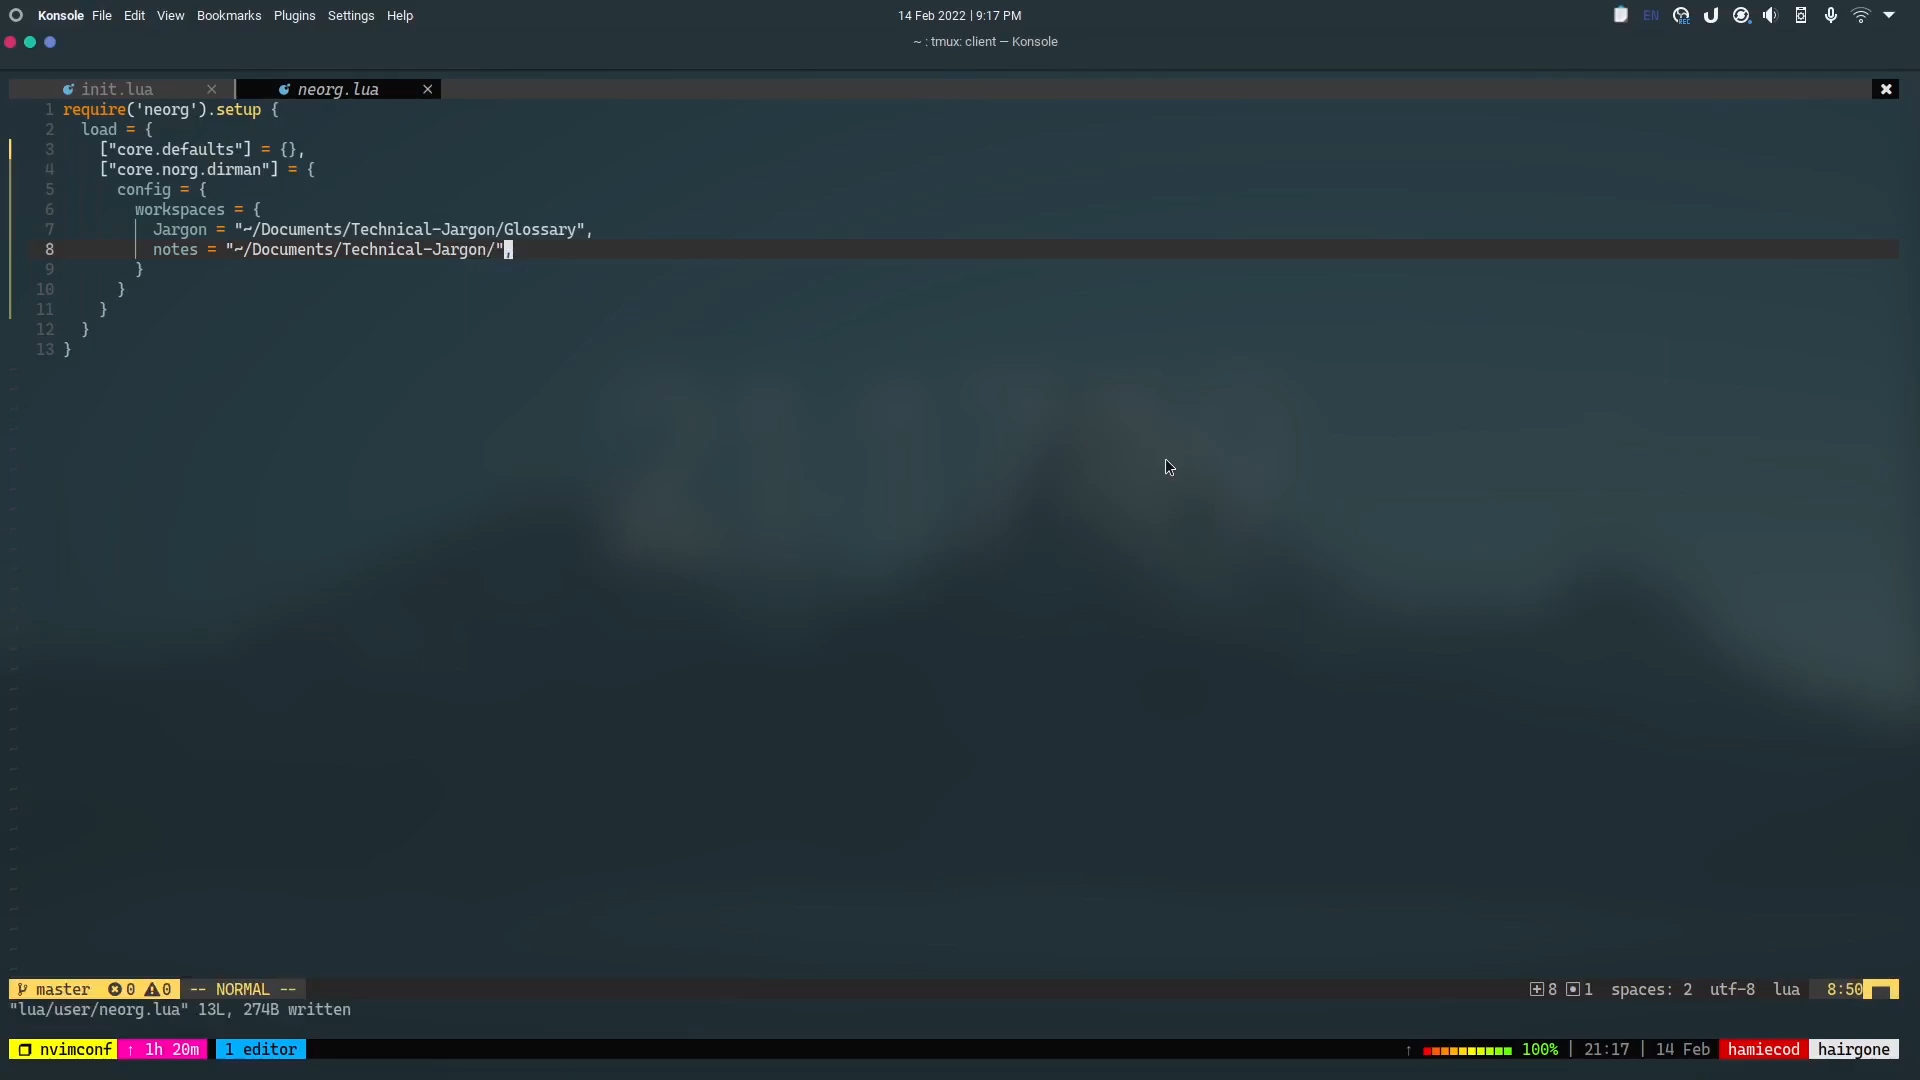 Konsole File Edit View Bookmarks Plugins Settings Help 14 Feb 2022 | 9:17 PM EN REC
~ : tmux: client — Konsole
init.lua × neorg.lua ×
1 require('neorg').setup {
2 load = {
3 ["core.defaults"] = {},
4 ["core.norg.dirman"] = {
5 config = {
6 workspaces = {
7 Jargon = "~/Documents/Technical-Jargon/Glossary",
8 notes = "~/Documents/Technical-Jargon/",
9 }
10 }
11 }
12 }
13 }
master 0 0 -- NORMAL -- 8 1 spaces: 2 utf-8 lua 8:50
"lua/user/neorg.lua" 13L, 274B written
nvimconf ↑ 1h 20m 1 editor ↑ 100% | 21:17 | 14 Feb hamiecod hairgone